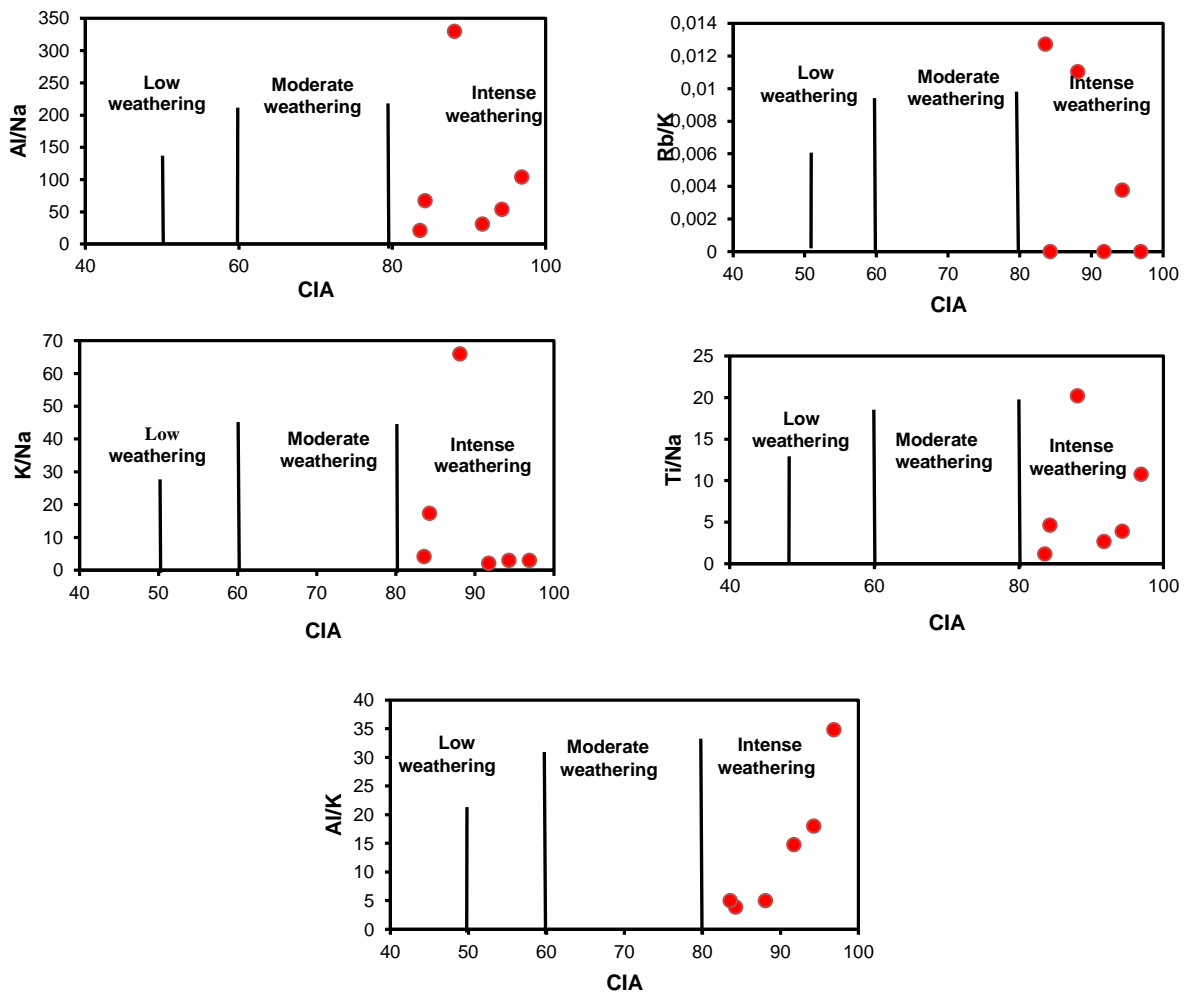 350
300
250
200
150
100
50
0
Al/Na
Low
weathering
Moderate
weathering
Intense
weathering
40 60 80 100
CIA
0,014
0,012
0,01
0,008
0,006
0,004
0,002
0
Rb/K
Low
weathering
Moderate
weathering
Intense
weathering
40 50 60 70 80 90 100
CIA
70
60
50
40
30
20
10
0
K/Na
Low
weathering
Moderate
weathering
Intense
weathering
40 50 60 70 80 90 100
CIA
25
20
15
10
5
0
Ti/Na
Low
weathering
Moderate
weathering
Intense
weathering
40 60 80 100
CIA
40
35
30
25
20
15
10
5
0
Al/K
Low
weathering
Moderate
weathering
Intense
weathering
40 50 60 70 80 90 100
CIA